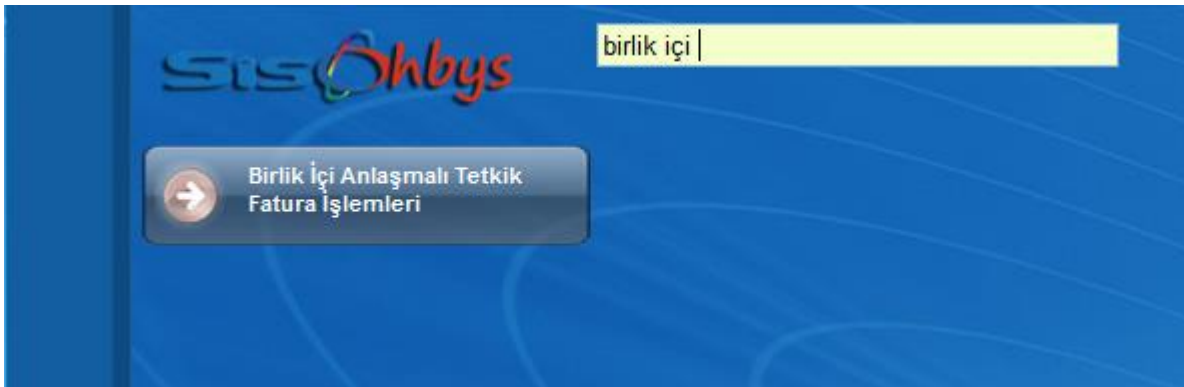 SisOhbys
birlik içi
Birlik İçi Anlaşmalı Tetkik
Fatura İşlemleri